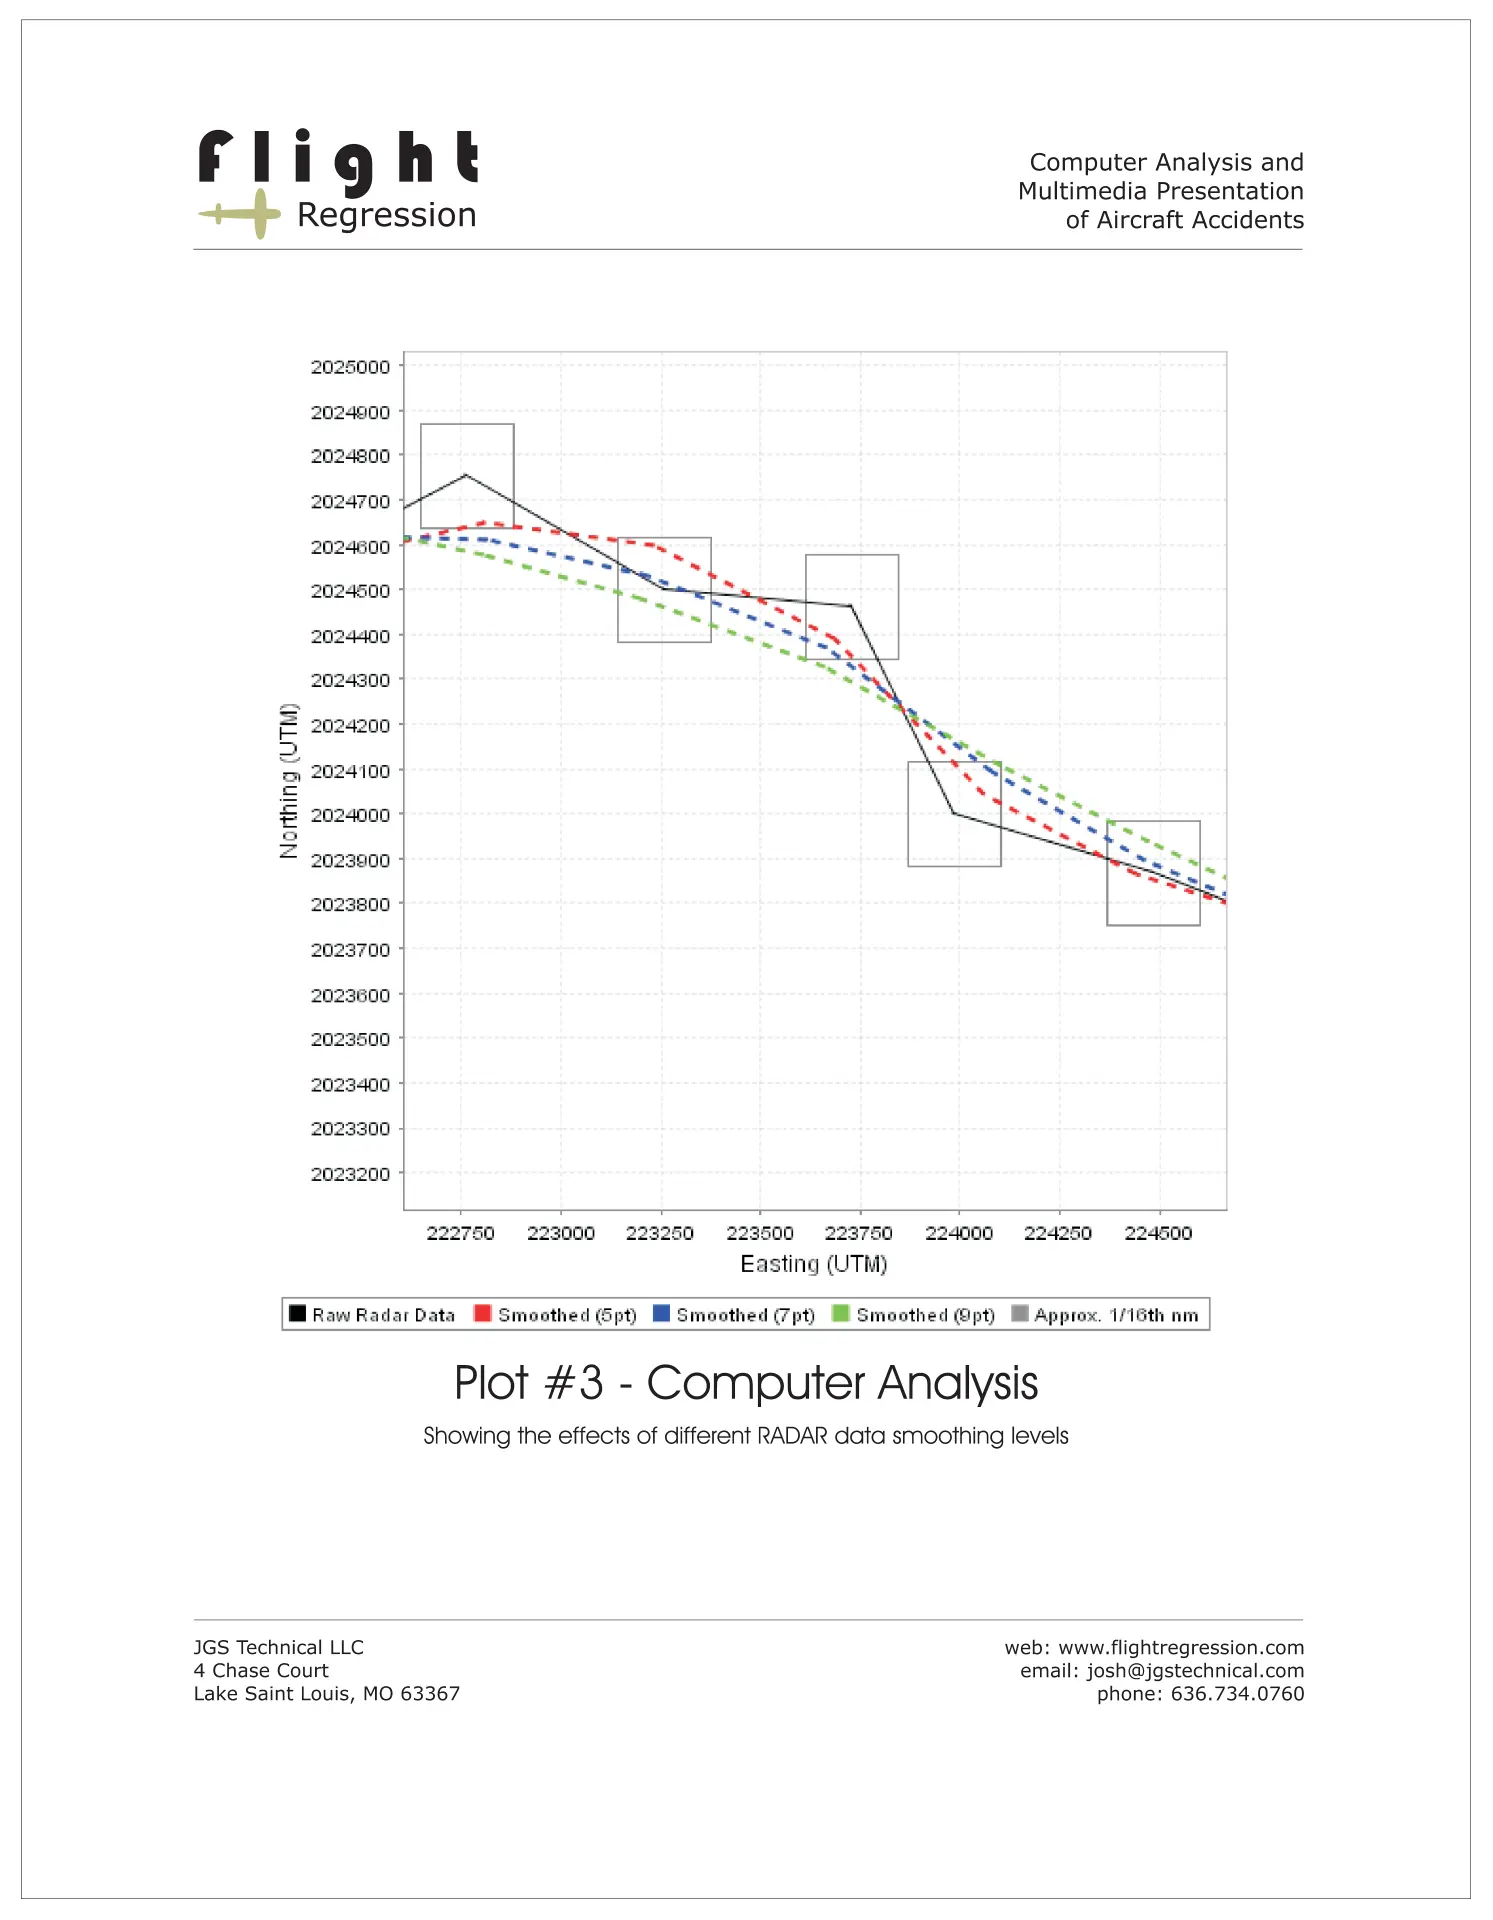 Flight
Regression
Computer Analysis and
Multimedia Presentation
of Aircraft Accidents
2025000
2024900
2024800
2024700
2024600
2024500
2024400
2024300
2024200
2024100
2024000
2023900
2023800
2023700
2023600
2023500
2023400
2023300
2023200
Northing (UTM)
222750 223000 223250 223500 223750 224000 224250 224500
Easting (UTM)
Raw Radar Data Smoothed (5pt) Smoothed (7pt) Smoothed (9pt) Approx. 1/16th nm
Plot #3 - Computer Analysis
Showing the effects of different RADAR data smoothing levels
JGS Technical LLC
4 Chase Court
Lake Saint Louis, MO 63367
web: www.flightregression.com
email: josh@jgstechnical.com
phone: 636.734.0760